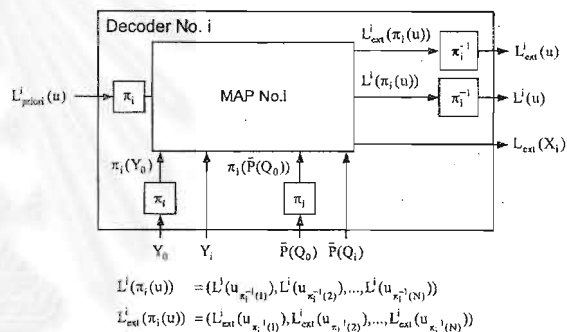 Decoder No. i
L^i_ext(π_i(u))
π_i^-1
L^i_ext(u)
L^i_priori(u)
π_i
MAP No.i
L^i(π_i(u))
π_i^-1
L^i(u)
L_ext(X_i)
π_i(Y_0)
π_i(P̄(Q_0))
π_i
π_i
Y_0
Y_i
P̄(Q_0)
P̄(Q_i)
L^i(π_i(u)) = (L^i(u_{π_i^-1(1)}), L^i(u_{π_i^-1(2)}),..., L^i(u_{π_i^-1(N)}))
L^i_ext(π_i(u)) = (L^i_ext(u_{π_i^-1(1)}), L^i_ext(u_{π_i^-1(2)}),..., L^i_ext(u_{π_i^-1(N)}))